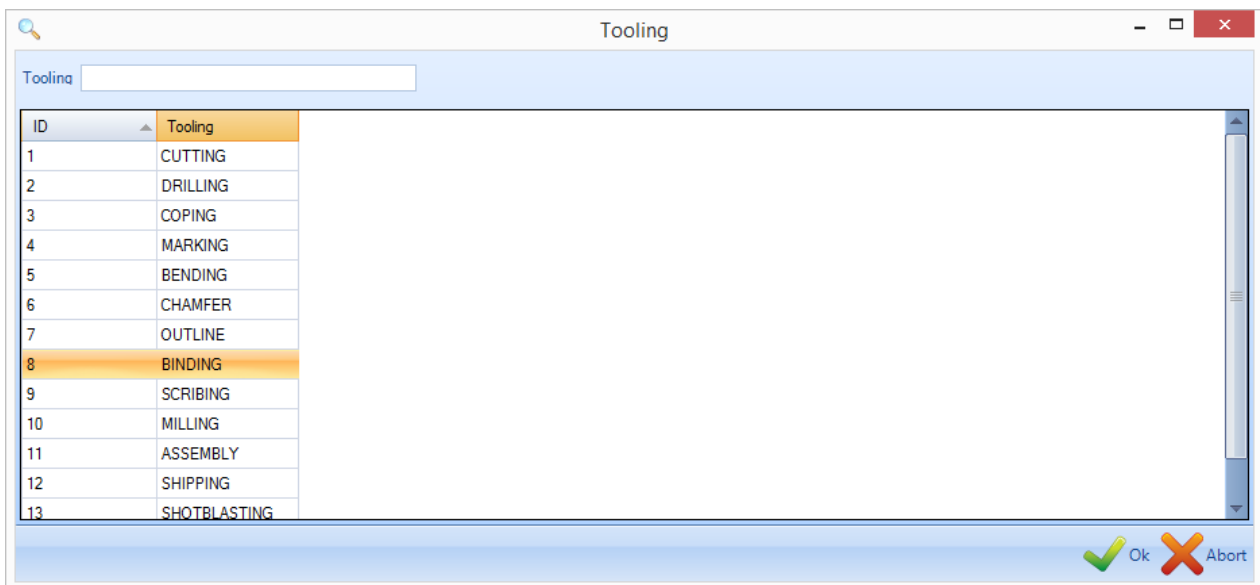 Tooling
Tooling
ID Tooling
1 CUTTING
2 DRILLING
3 COPING
4 MARKING
5 BENDING
6 CHAMFER
7 OUTLINE
8 BINDING
9 SCRIBING
10 MILLING
11 ASSEMBLY
12 SHIPPING
13 SHOTBLASTING
Ok Abort